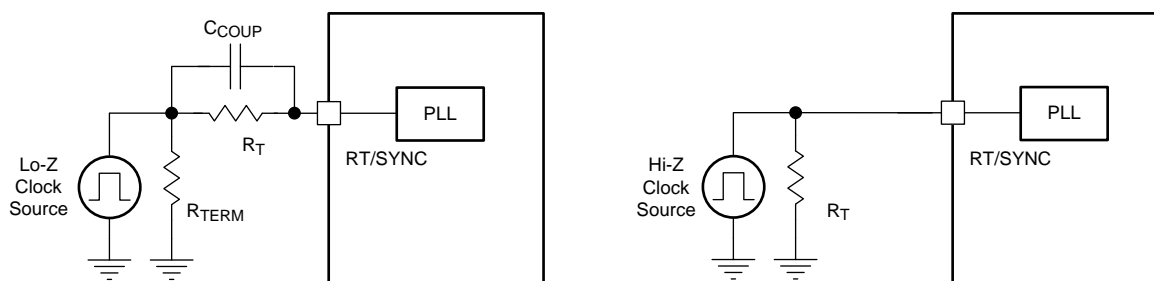 CCOUP
PLL
RT
RT/SYNC
Lo-Z
Clock
Source
RTERM
PLL
RT/SYNC
Hi-Z
Clock
Source
RT